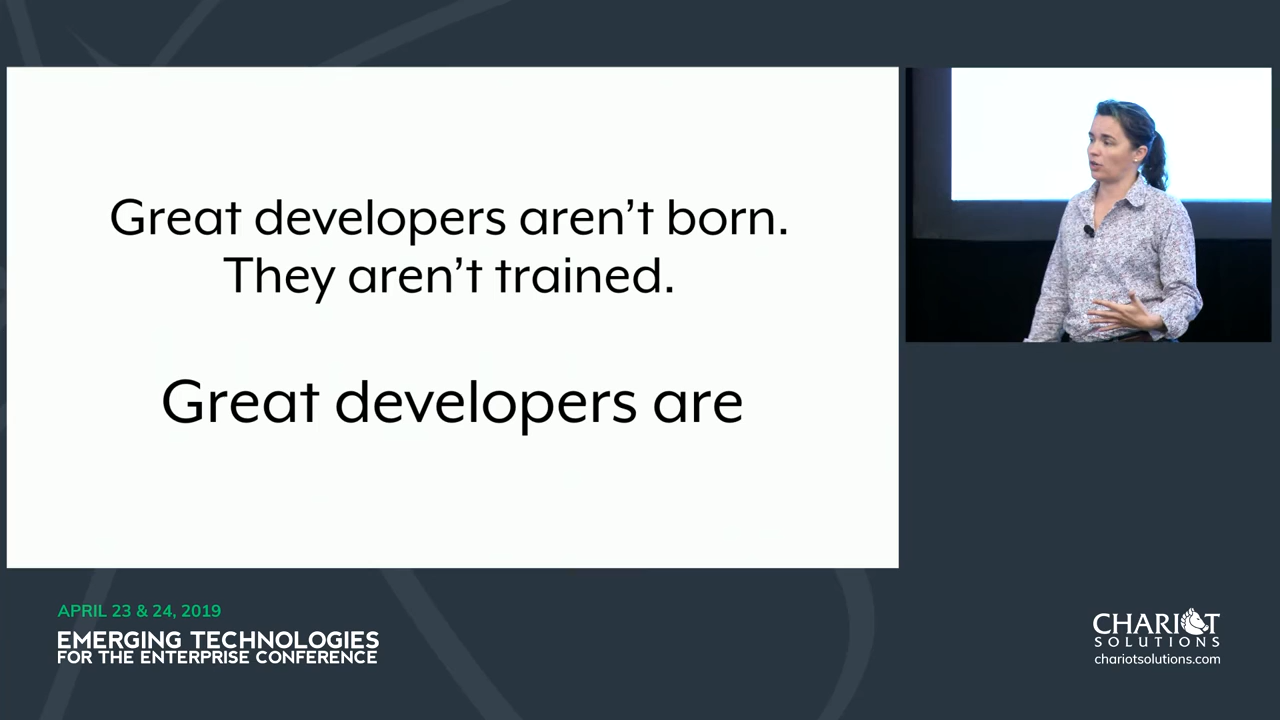 Great developers aren’t born.
They aren’t trained.
Great developers are
APRIL 23 & 24, 2019
EMERGING TECHNOLOGIES
FOR THE ENTERPRISE CONFERENCE
CHARIOT
SOLUTIONS
chariotsolutions.com